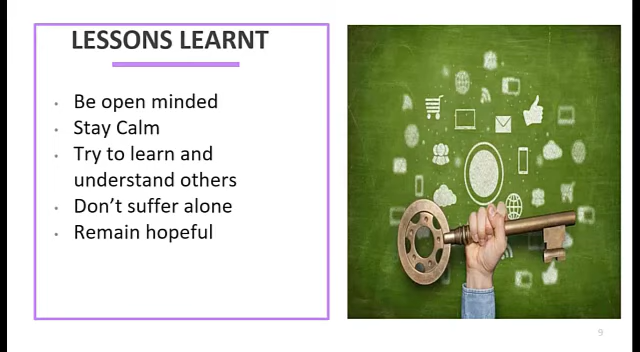 LESSONS LEARNT
• Be open minded
• Stay Calm
• Try to learn and
understand others
• Don’t suffer alone
• Remain hopeful
9